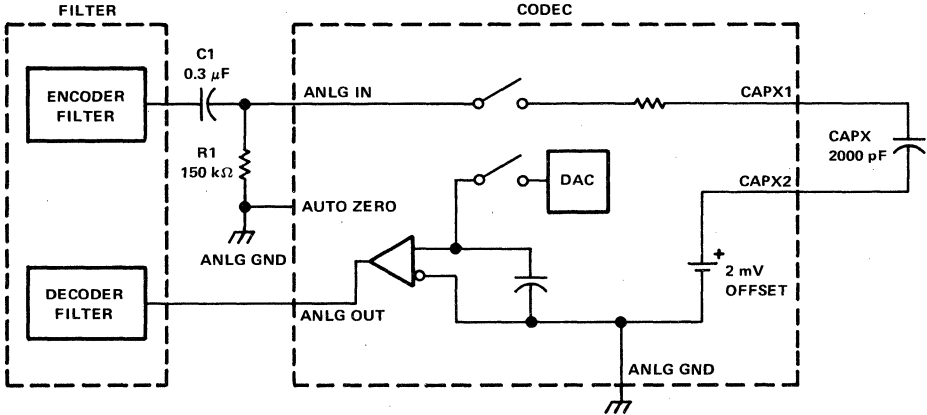 FILTER
CODEC
C1
0.3 μF
ENCODER
FILTER
ANLG IN
CAPX1
R1
150 kΩ
CAPX
2000 pF
DAC
CAPX2
AUTO ZERO
ANLG GND
+
2 mV
OFFSET
DECODER
FILTER
ANLG OUT
ANLG GND